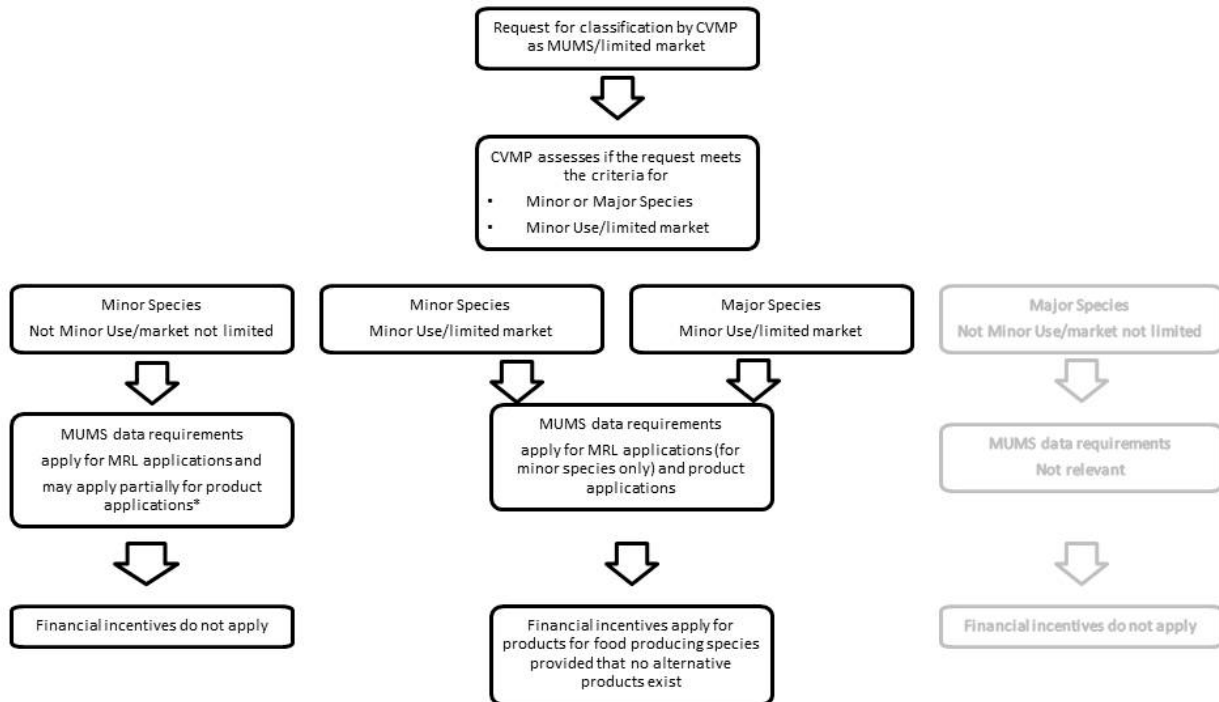 Request for classification by CVMP
as MUMS/limited market
CVMP assesses if the request meets
the criteria for
▪ Minor or Major Species
▪ Minor Use/limited market
Minor Species
Not Minor Use/market not limited
Minor Species
Minor Use/limited market
Major Species
Minor Use/limited market
Major Species
Not Minor Use/market not limited
MUMS data requirements
apply for MRL applications and
may apply partially for product
applications*
MUMS data requirements
apply for MRL applications (for
minor species only) and product
applications
MUMS data requirements
Not relevant
Financial incentives do not apply
Financial incentives apply for
products for food producing species
provided that no alternative
products exist
Financial incentives do not apply